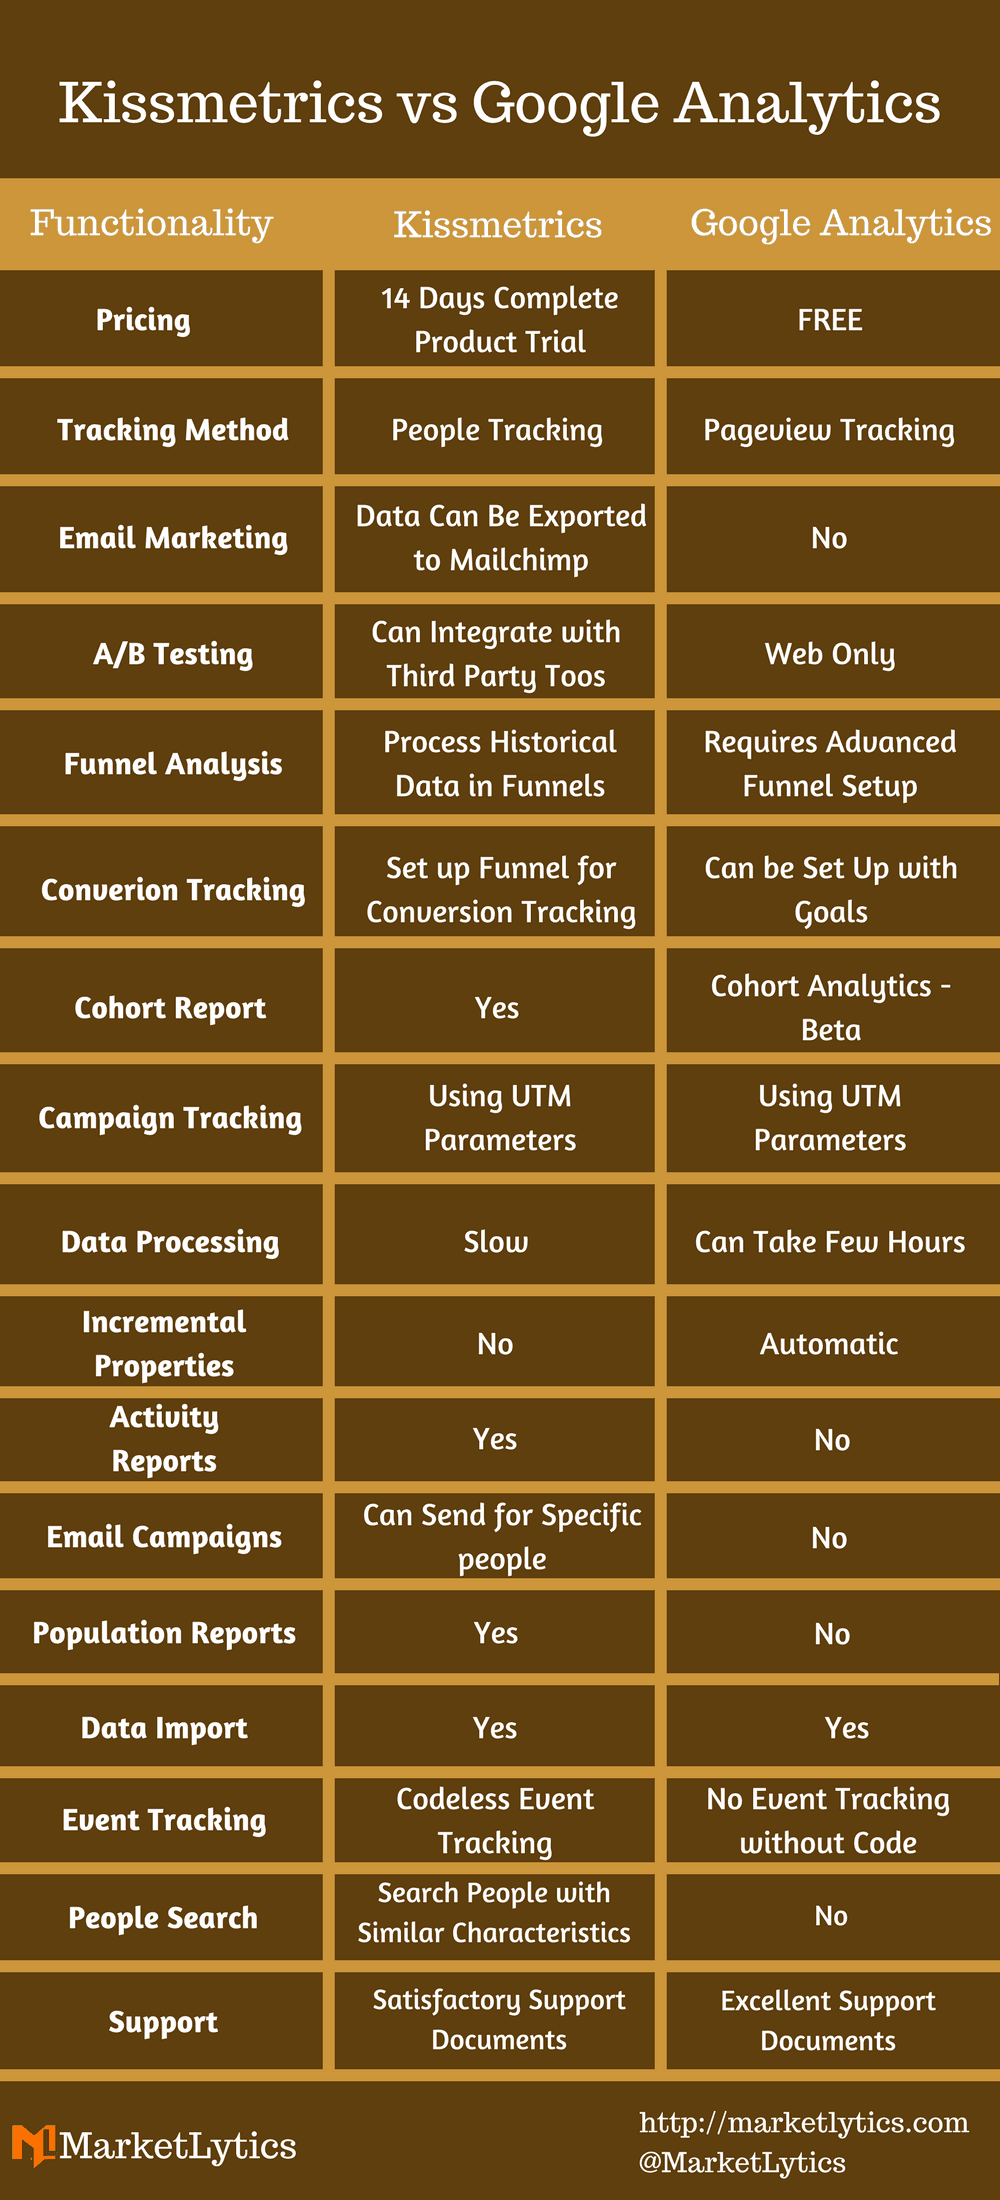 Kissmetrics vs Google Analytics
Functionality
Kissmetrics
Google Analytics
Pricing
14 Days Complete
Product Trial
FREE
Tracking Method
People Tracking
Pageview Tracking
Email Marketing
Data Can Be Exported
to Mailchimp
No
A/B Testing
Can Integrate with
Third Party Toos
Web Only
Funnel Analysis
Process Historical
Data in Funnels
Requires Advanced
Funnel Setup
Converion Tracking
Set up Funnel for
Conversion Tracking
Can be Set Up with
Goals
Cohort Report
Yes
Cohort Analytics -
Beta
Campaign Tracking
Using UTM
Parameters
Using UTM
Parameters
Data Processing
Slow
Can Take Few Hours
Incremental
Properties
No
Automatic
Activity
Reports
Yes
No
Email Campaigns
Can Send for Specific
people
No
Population Reports
Yes
No
Data Import
Yes
Yes
Event Tracking
Codeless Event
Tracking
No Event Tracking
without Code
People Search
Search People with
Similar Characteristics
No
Support
Satisfactory Support
Documents
Excellent Support
Documents
MarketLytics
http://marketlytics.com
@MarketLytics